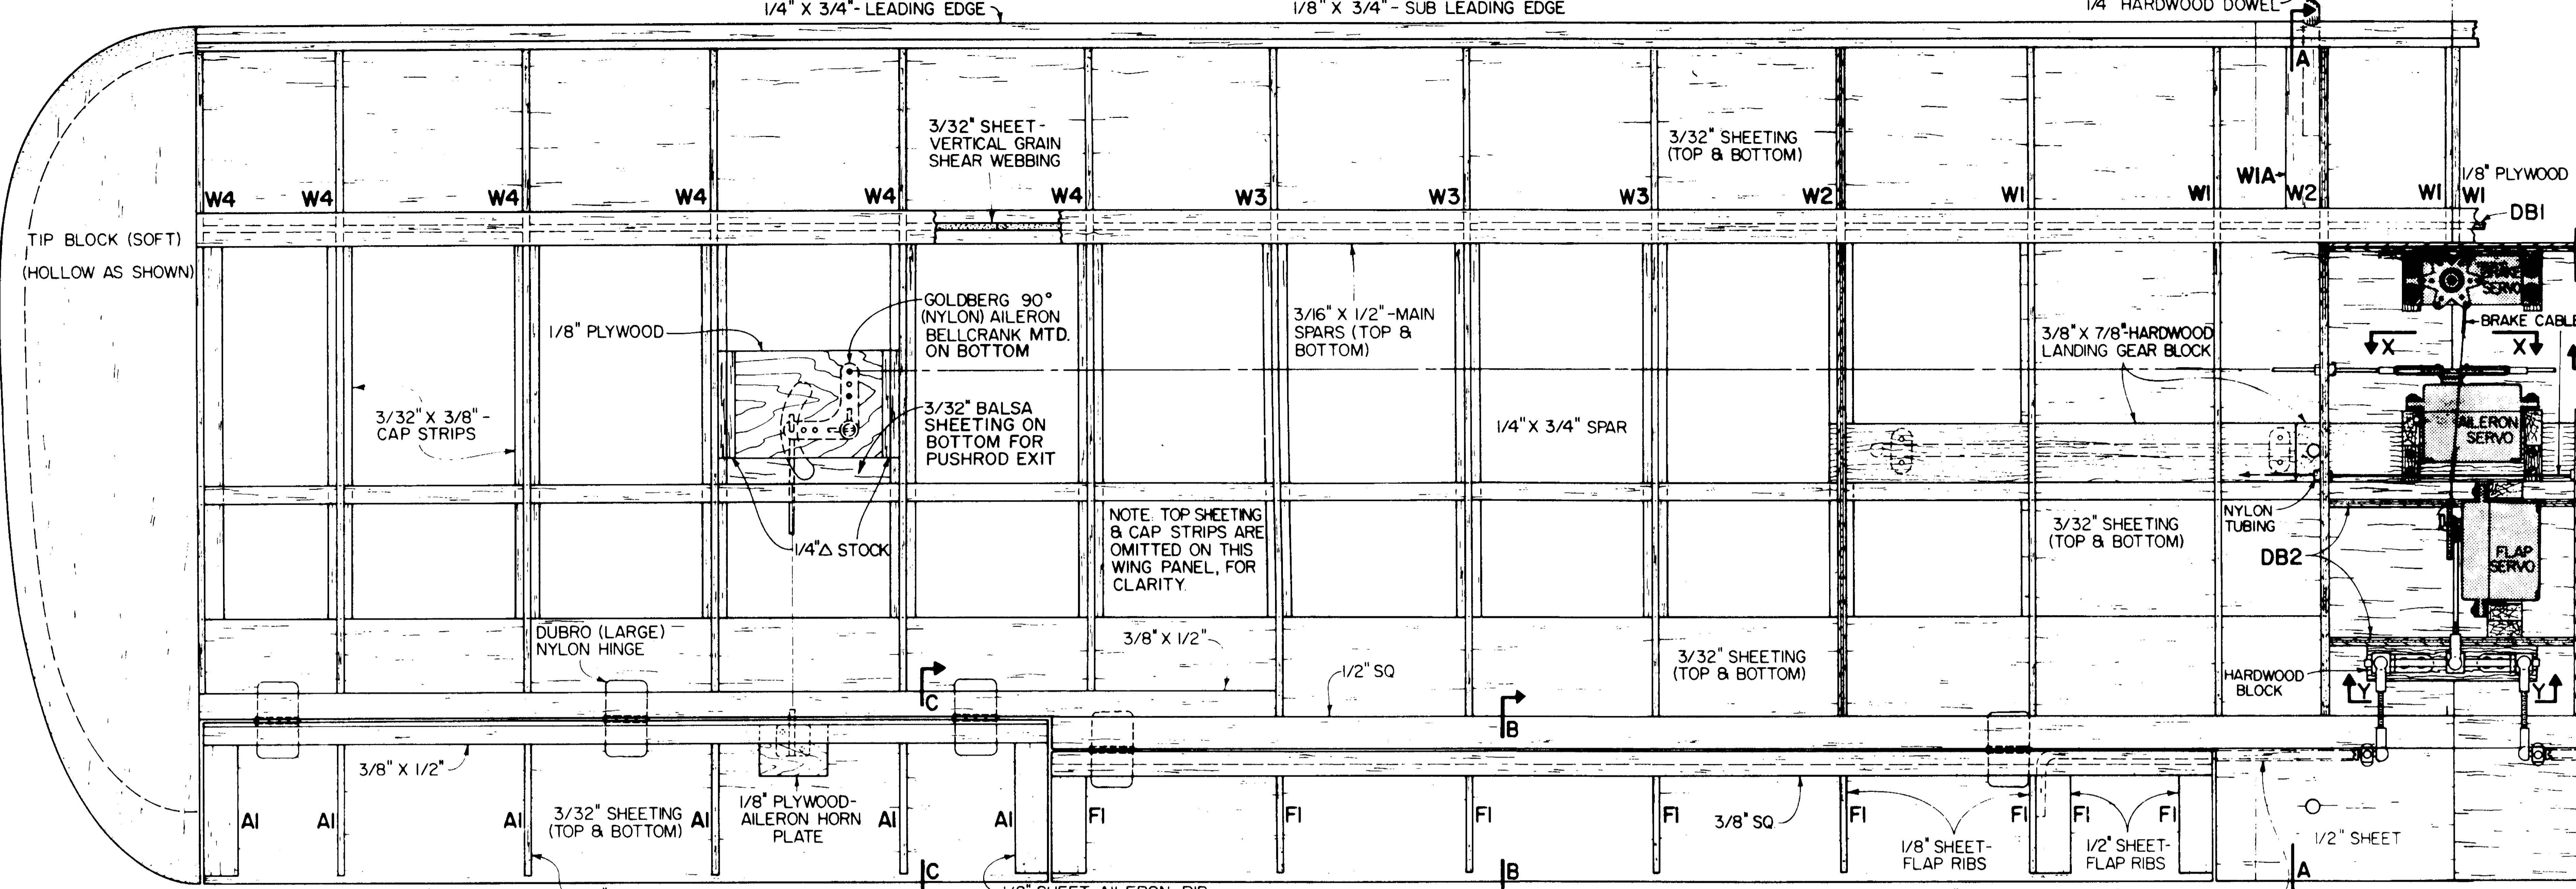 1/4" X 3/4"- LEADING EDGE
1/8" X 3/4"- SUB LEADING EDGE
1/4" HARDWOOD DOWEL
A
3/32" SHEET-
VERTICAL GRAIN
SHEAR WEBBING
3/32" SHEETING
(TOP & BOTTOM)
W4
W4
W4
W4
W4
W4
W3
W3
W3
W2
W1
W1
W1A
W2
W1
W1
1/8" PLYWOOD
DB1
TIP BLOCK (SOFT)
(HOLLOW AS SHOWN)
1/8" PLYWOOD
GOLDBERG 90°
(NYLON) AILERON
BELLCRANK MTD.
ON BOTTOM
3/16" X 1/2"-MAIN
SPARS (TOP &
BOTTOM)
3/8" X 7/8"-HARDWOOD
LANDING GEAR BLOCK
SERVO
BRAKE CABLE
X
X
3/32" X 3/8"-
CAP STRIPS
3/32" BALSA
SHEETING ON
BOTTOM FOR
PUSHROD EXIT
1/4" X 3/4" SPAR
AILERON
SERVO
1/4"Δ STOCK
NOTE: TOP SHEETING
& CAP STRIPS ARE
OMITTED ON THIS
WING PANEL, FOR
CLARITY.
3/32" SHEETING
(TOP & BOTTOM)
NYLON
TUBING
DB2
FLAP
SERVO
DUBRO (LARGE)
NYLON HINGE
3/8" X 1/2"
1/2" SQ
3/32" SHEETING
(TOP & BOTTOM)
HARDWOOD
BLOCK
Y
Y
C
B
3/8" X 1/2"
A1
A1
A1
3/32" SHEETING
(TOP & BOTTOM)
A1
1/8" PLYWOOD-
AILERON HORN
PLATE
A1
A1
F1
F1
F1
F1
3/8" SQ.
F1
F1
F1
F1
1/8" SHEET-
FLAP RIBS
1/2" SHEET-
FLAP RIBS
1/2" SHEET
C
B
A